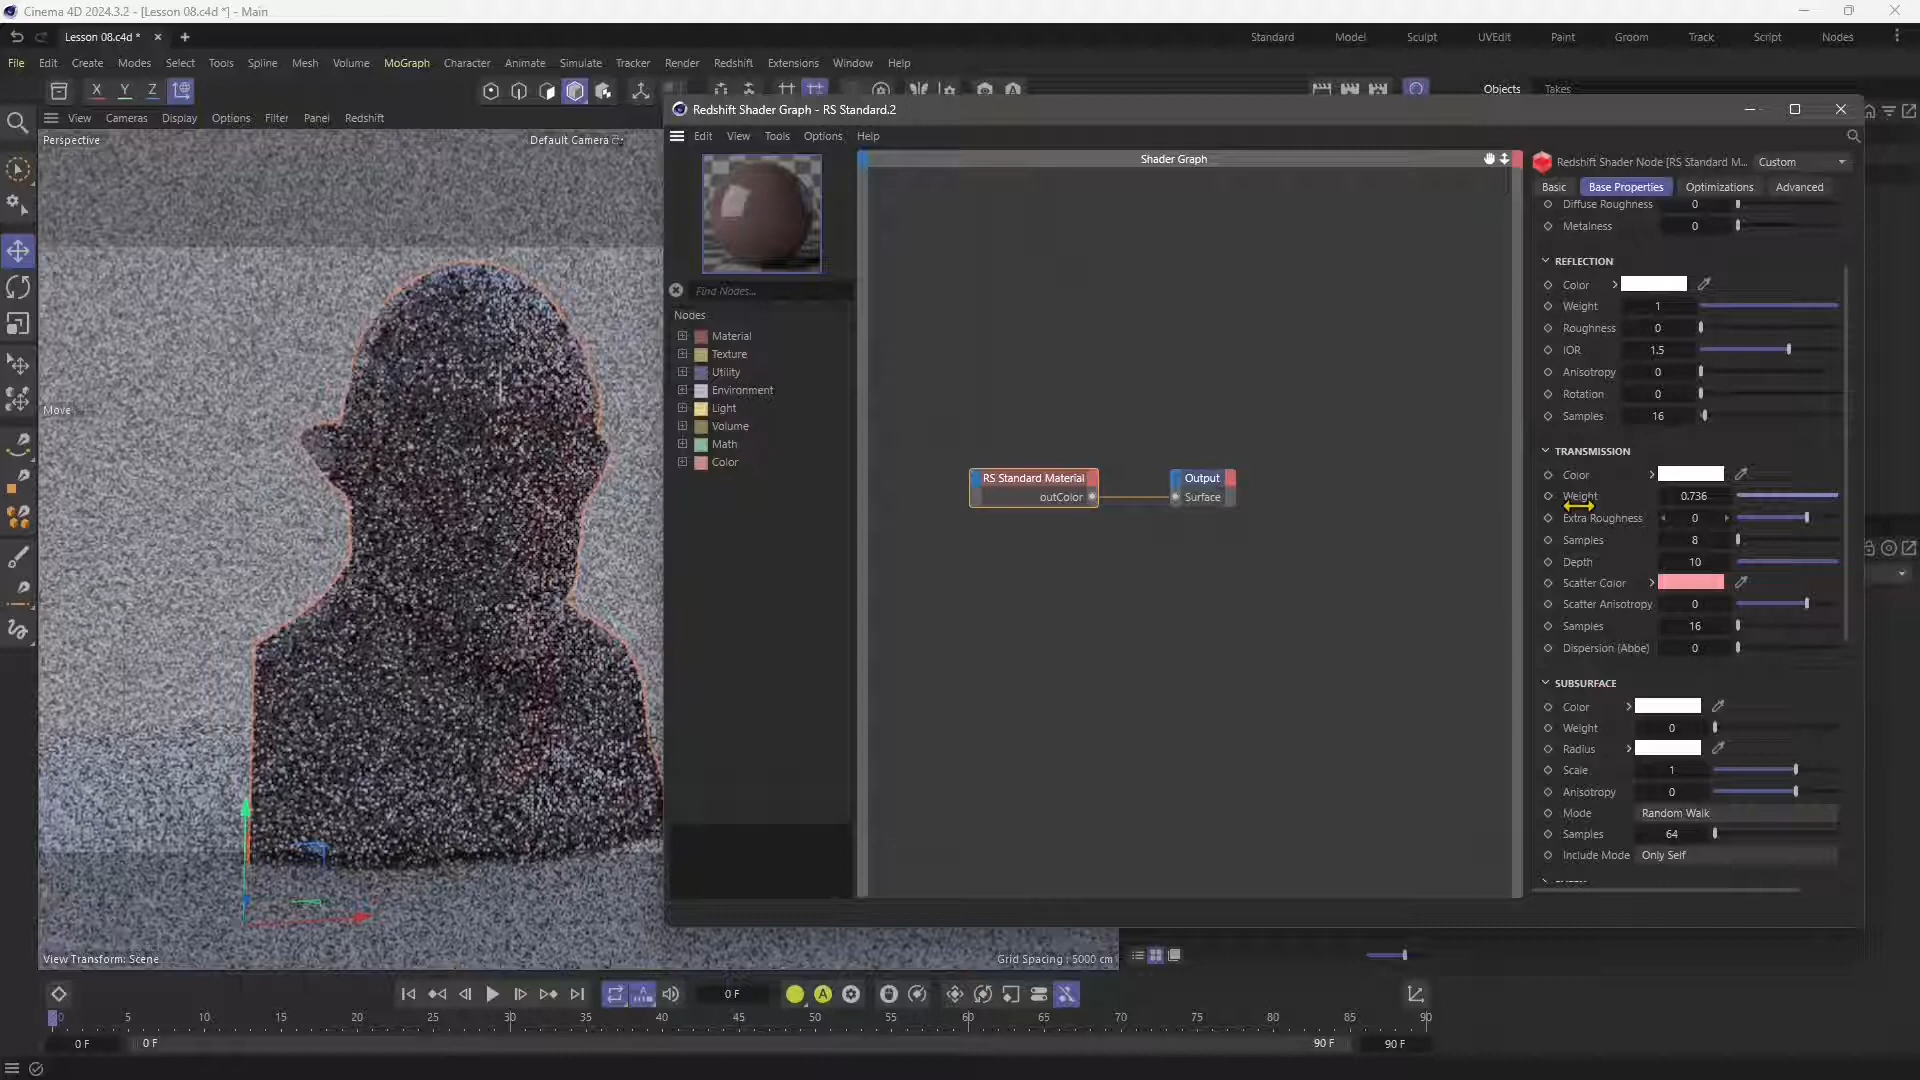 Cinema 4D 2024.3.2 - [Lesson 08.c4d *] - Main
Lesson 08.c4d *
Standard Model Sculpt UVEdit Paint Groom Track Script Nodes
File Edit Create Modes Select Tools Spline Mesh Volume MoGraph Character Animate Simulate Tracker Render Redshift Extensions Window Help
X Y Z
Objects Takes
View Cameras Display Options Filter Panel Redshift
Perspective
Default Camera
Move
View Transform: Scene
Grid Spacing : 5000 cm
Redshift Shader Graph - RS Standard.2
Edit View Tools Options Help
Find Nodes...
Nodes
Material
Texture
Utility
Environment
Light
Volume
Math
Color
Shader Graph
RS Standard Material
outColor
Output
Surface
Redshift Shader Node [RS Standard M...
Custom
Basic Base Properties Optimizations Advanced
Diffuse Roughness 0
Metalness 0
REFLECTION
Color
Weight 1
Roughness 0
IOR 1.5
Anisotropy 0
Rotation 0
Samples 16
TRANSMISSION
Color
Weight 0.736
Extra Roughness 0
Samples 8
Depth 10
Scatter Color
Scatter Anisotropy 0
Samples 16
Dispersion (Abbe) 0
SUBSURFACE
Color
Weight 0
Radius
Scale 1
Anisotropy 0
Mode Random Walk
Samples 64
Include Mode Only Self
0 F
0 5 10 15 20 25 30 35 40 45 50 55 60 65 70 75 80 85 90
0 F 0 F 90 F 90 F